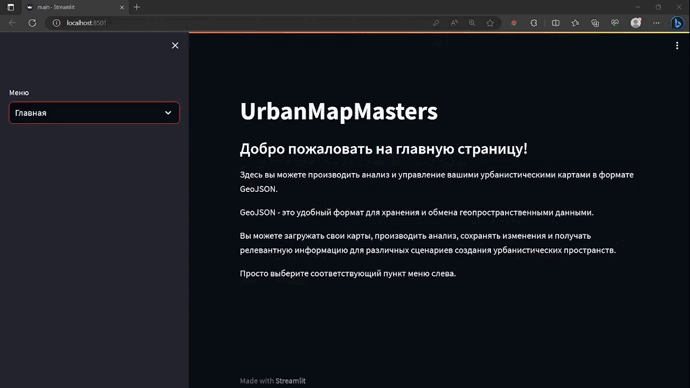 main - Streamlit
localhost:8501
Меню
Главная
UrbanMapMasters
Добро пожаловать на главную страницу!
Здесь вы можете производить анализ и управление вашими урбанистическими картами в формате
GeoJSON.
GeoJSON - это удобный формат для хранения и обмена геопространственными данными.
Вы можете загружать свои карты, производить анализ, сохранять изменения и получать
релевантную информацию для различных сценариев создания урбанистических пространств.
Просто выберите соответствующий пункт меню слева.
Made with Streamlit